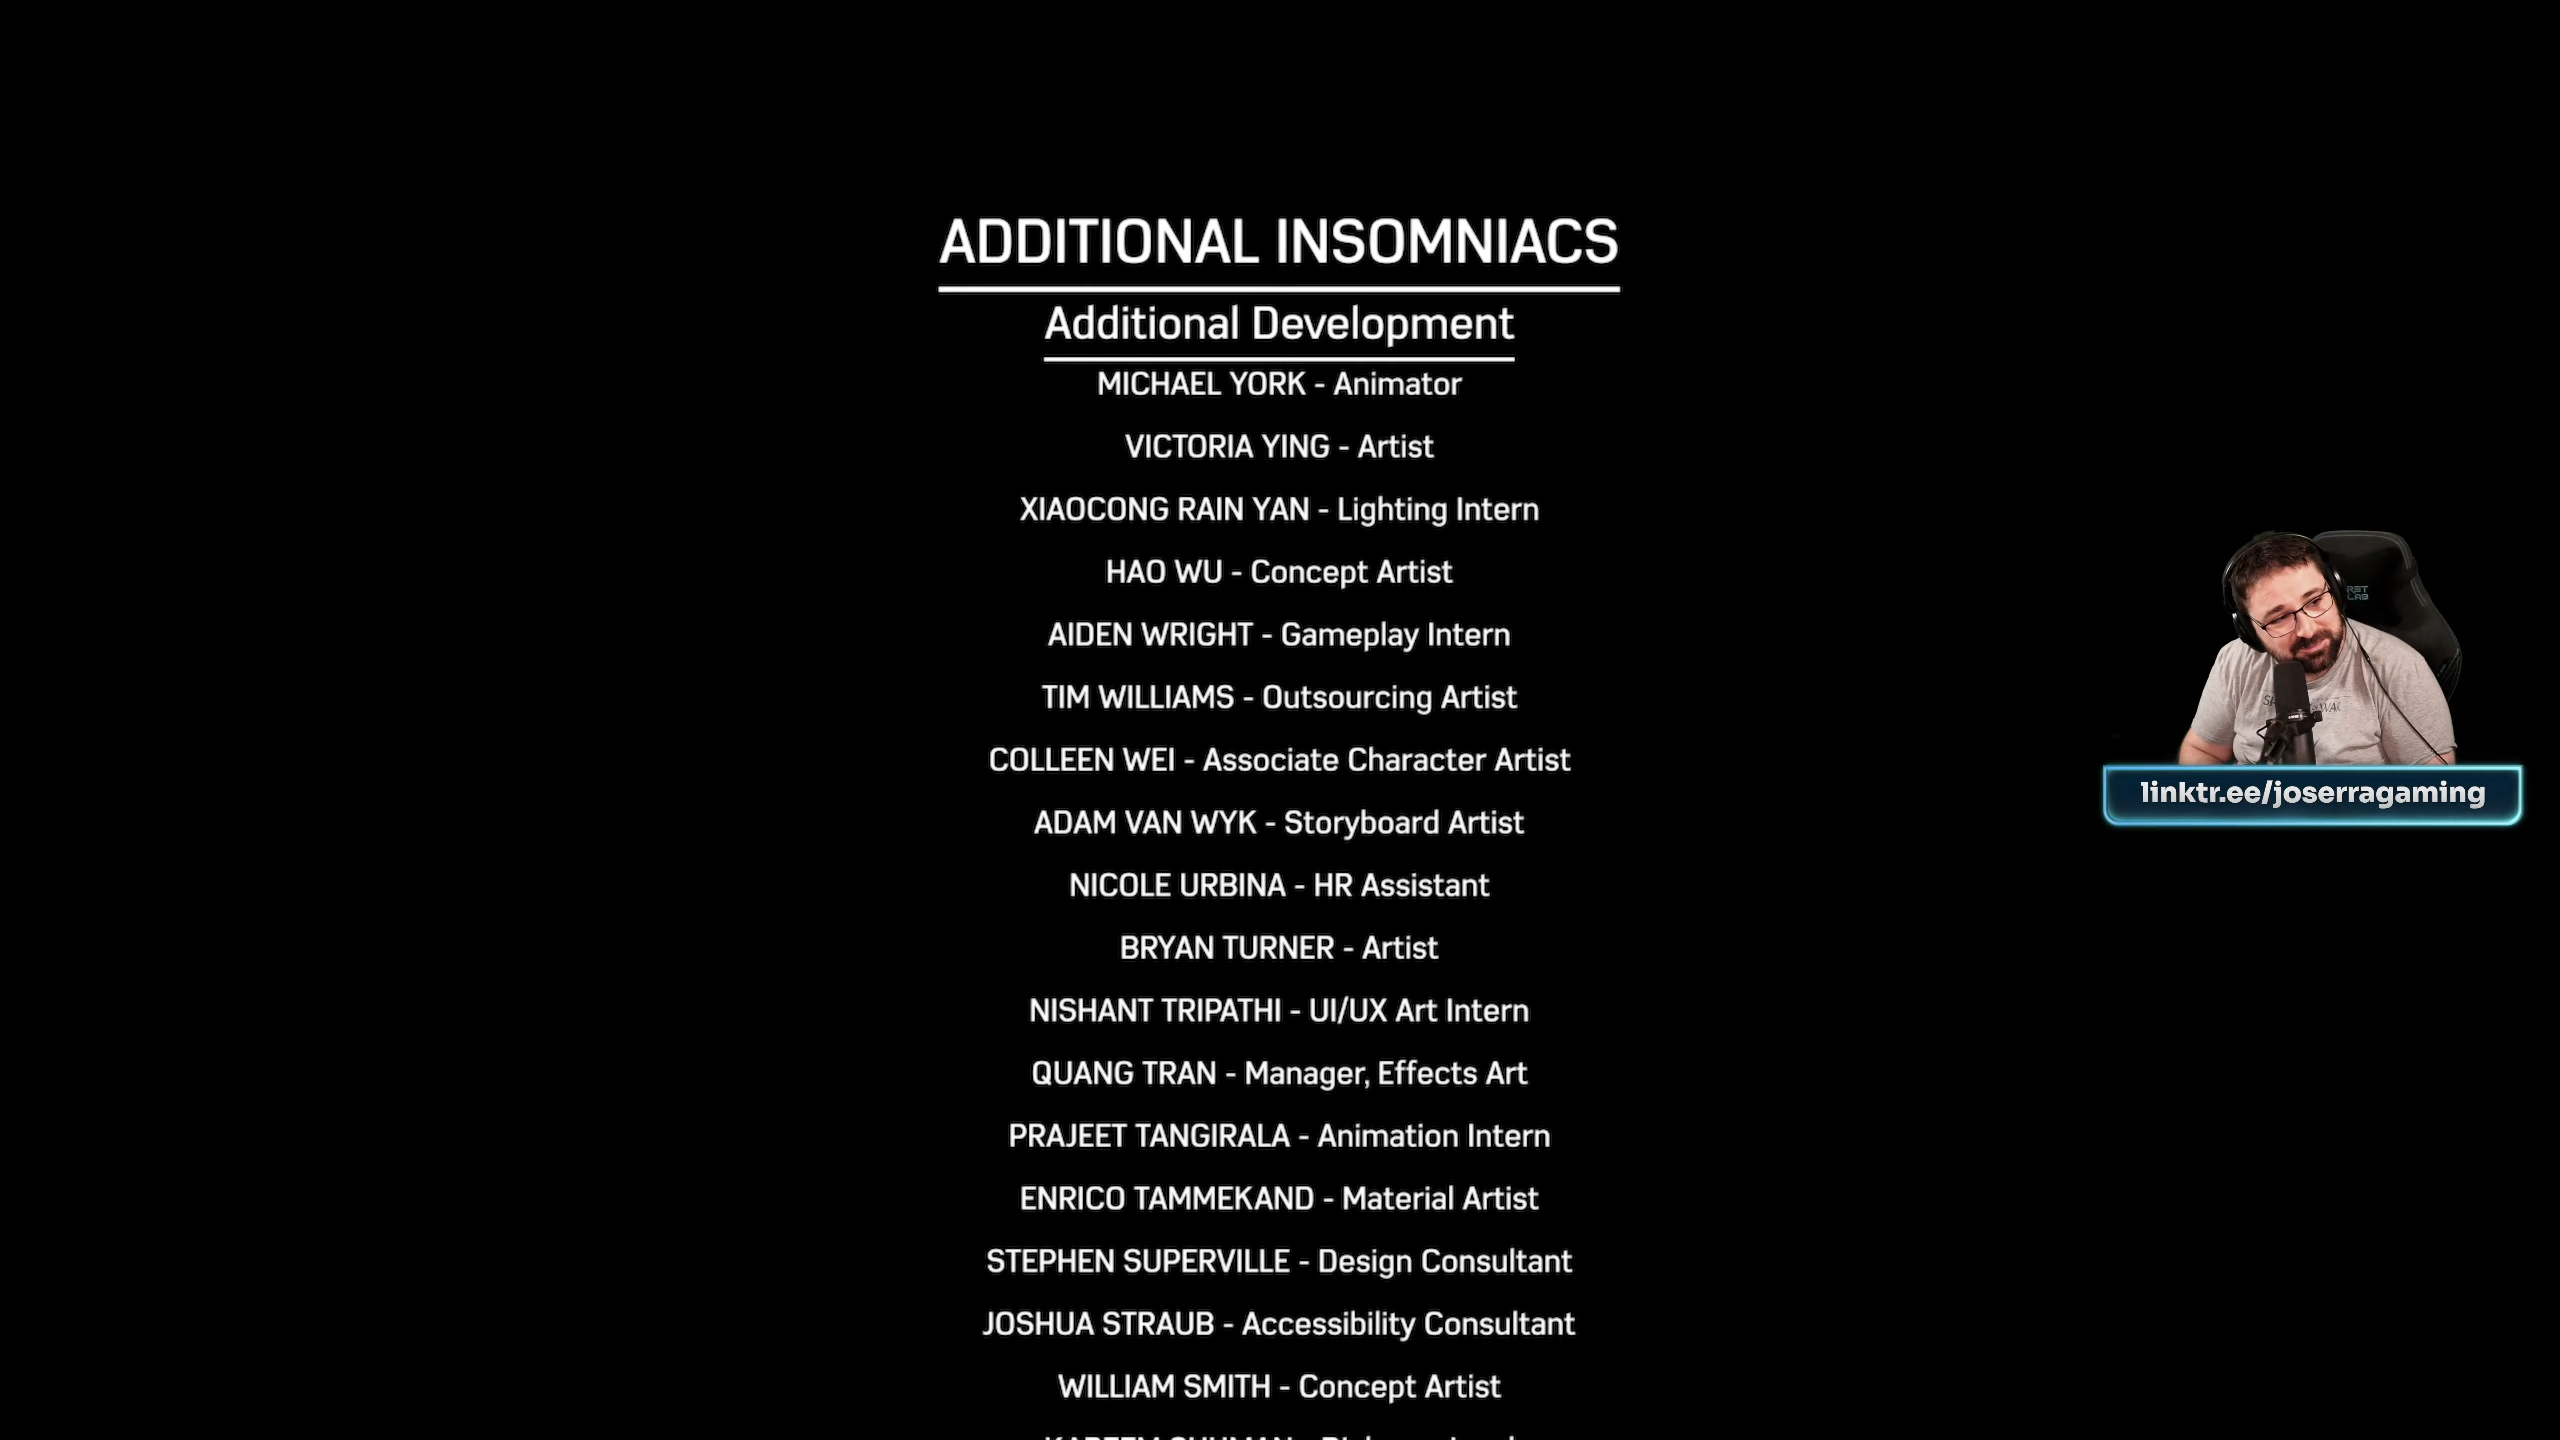 ADDITIONAL INSOMNIACS
Additional Development
MICHAEL YORK - Animator
VICTORIA YING - Artist
XIAOCONG RAIN YAN - Lighting Intern
HAO WU - Concept Artist
AIDEN WRIGHT - Gameplay Intern
TIM WILLIAMS - Outsourcing Artist
COLLEEN WEI - Associate Character Artist
ADAM VAN WYK - Storyboard Artist
NICOLE URBINA - HR Assistant
BRYAN TURNER - Artist
NISHANT TRIPATHI - UI/UX Art Intern
QUANG TRAN - Manager, Effects Art
PRAJEET TANGIRALA - Animation Intern
ENRICO TAMMEKAND - Material Artist
STEPHEN SUPERVILLE - Design Consultant
JOSHUA STRAUB - Accessibility Consultant
WILLIAM SMITH - Concept Artist
linktr.ee/joserragaming